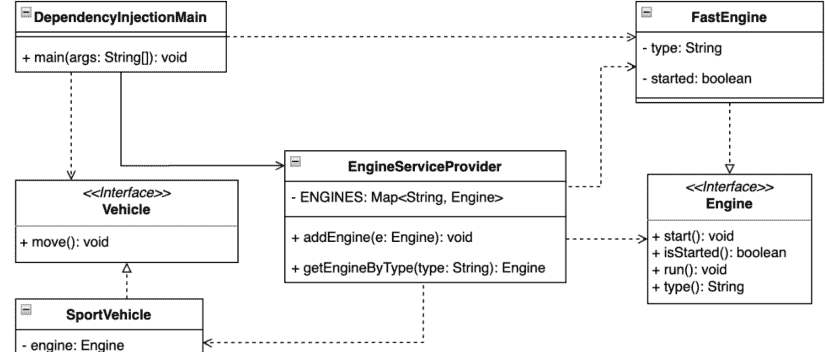 DependencyInjectionMain
+ main(args: String[]): void
FastEngine
- type: String
- started: boolean
EngineServiceProvider
- ENGINES: Map<String, Engine>
+ addEngine(e: Engine): void
+ getEngineByType(type: String): Engine
<<Interface>>
Vehicle
+ move(): void
<<Interface>>
Engine
+ start(): void
+ isStarted(): boolean
+ run(): void
+ type(): String
SportVehicle
- engine: Engine